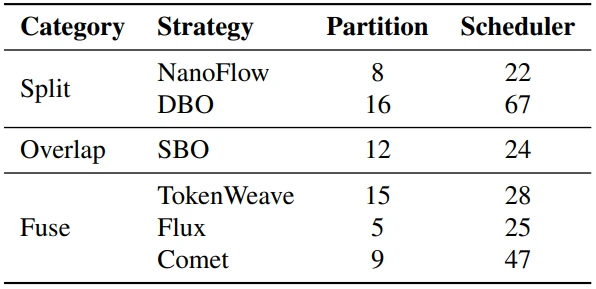 Category Strategy Partition Scheduler
Split
NanoFlow 8 22
DBO 16 67
Overlap SBO 12 24
TokenWeave 15 28
Fuse Flux 5 25
Comet 9 47